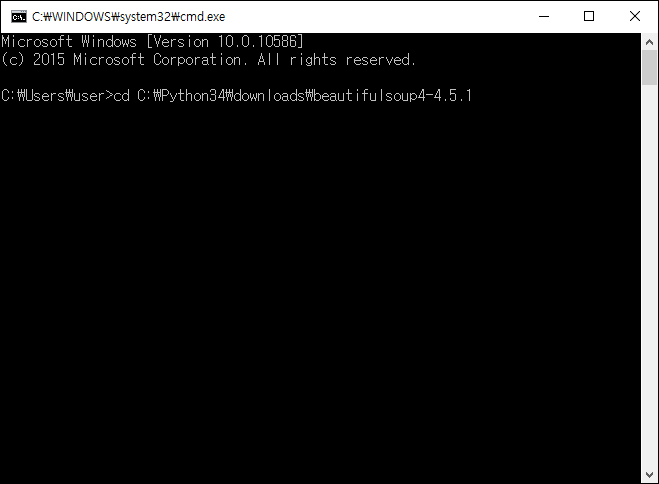 C:₩WINDOWS₩system32₩cmd.exe
Microsoft Windows [Version 10.0.10586]
(c) 2015 Microsoft Corporation. All rights reserved.
C:₩Users₩user>cd C:₩Python34₩downloads₩beautifulsoup4-4.5.1